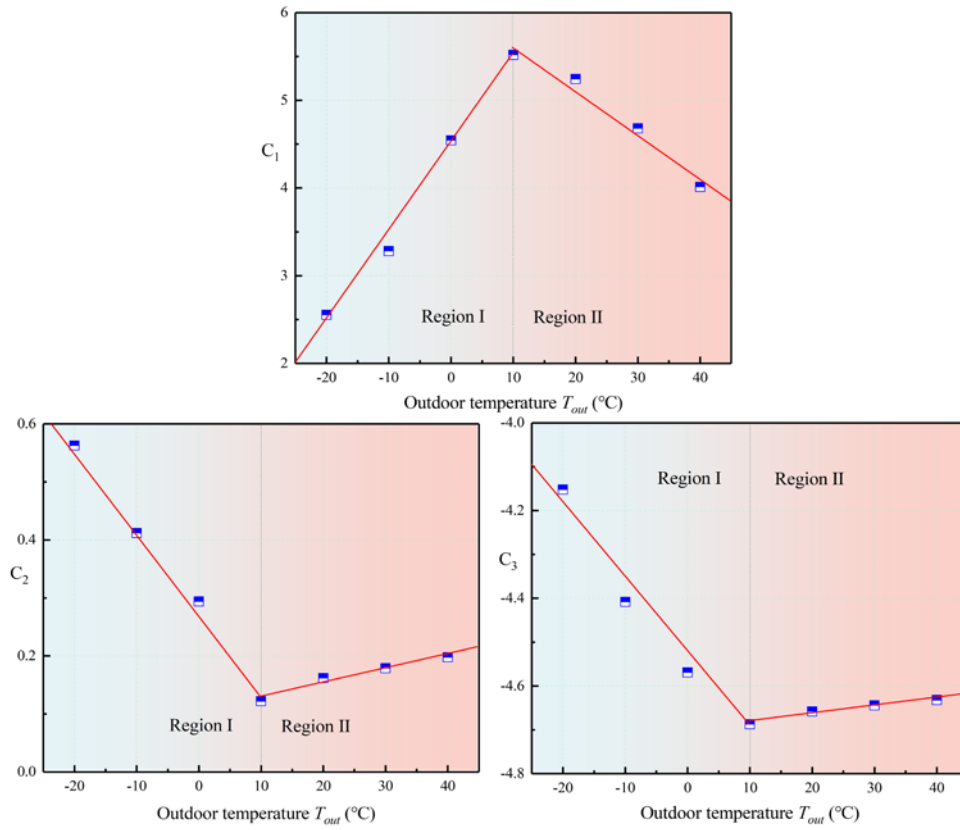 6
5
C1
4
3
2
Region I
Region II
-20 -10 0 10 20 30 40
Outdoor temperature Tout (°C)
0.6
0.4
C2
0.2
0.0
Region I
Region II
-20 -10 0 10 20 30 40
Outdoor temperature Tout (°C)
-4.0
-4.2
C3
-4.4
-4.6
-4.8
Region I
Region II
-20 -10 0 10 20 30 40
Outdoor temperature Tout (°C)